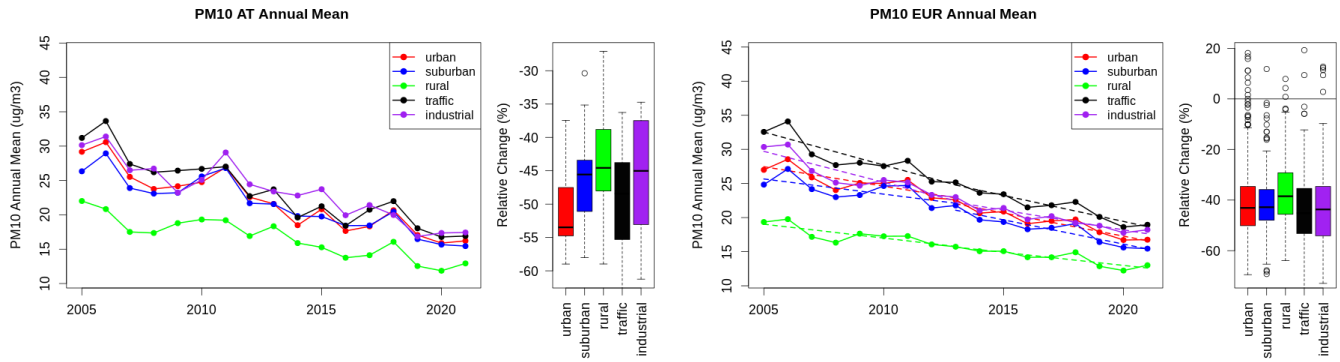 PM10 AT Annual Mean
PM10 Annual Mean (ug/m3)
45
40
35
30
25
20
15
10
2005
2010
2015
2020
urban
suburban
rural
traffic
industrial
Relative Change (%)
-30
-35
-40
-45
-50
-55
-60
urban
suburban
rural
traffic
industrial
PM10 EUR Annual Mean
PM10 Annual Mean (ug/m3)
45
40
35
30
25
20
15
10
2005
2010
2015
2020
urban
suburban
rural
traffic
industrial
Relative Change (%)
20
0
-20
-40
-60
urban
suburban
rural
traffic
industrial